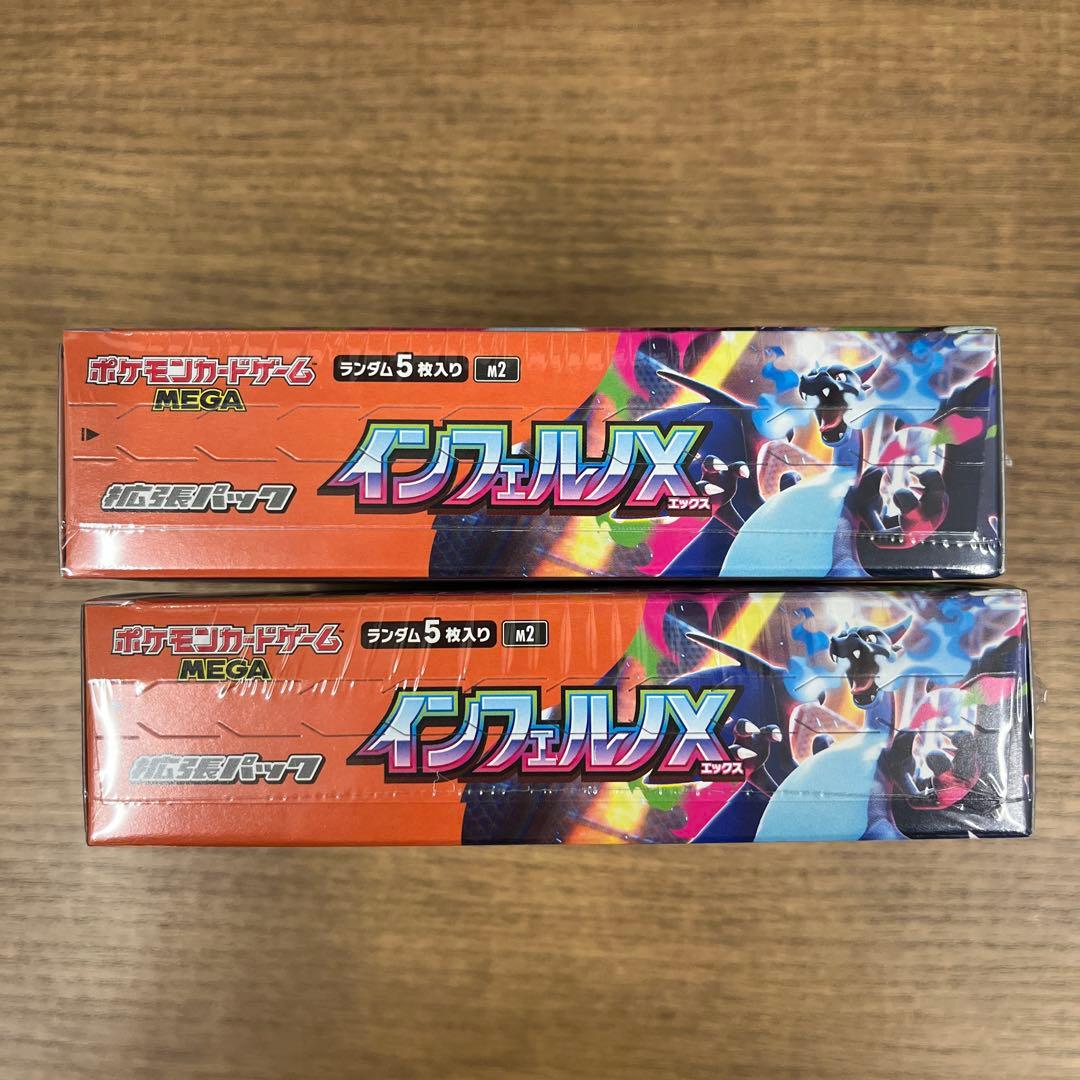 ポケモンカードゲーム
MEGA
ランダム5枚入り M2
インフェルノX
エックス
拡張パック
ポケモンカードゲーム
MEGA
ランダム5枚入り M2
インフェルノX
エックス
拡張パック